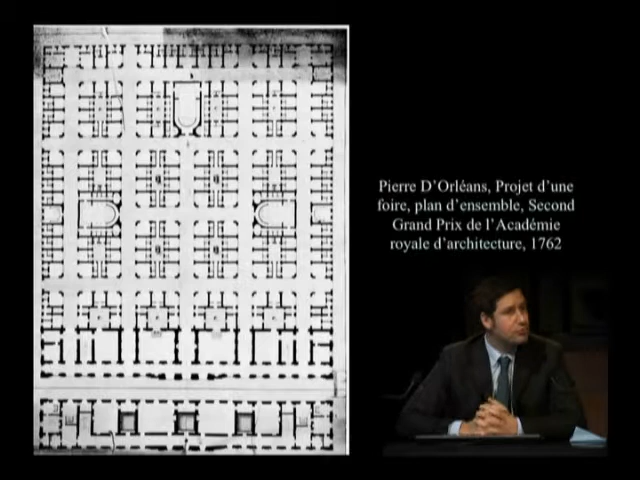 Pierre D’Orléans, Projet d’une
foire, plan d’ensemble, Second
Grand Prix de l’Académie
royale d’architecture, 1762